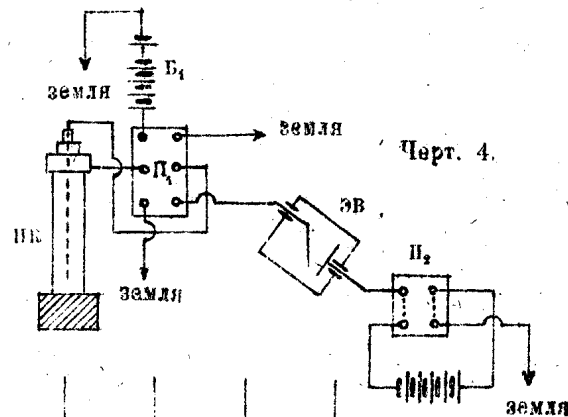 Б₁
земля
земля
Черт. 4.
П₁
ПК
ЭВ
П₂
земля
земля